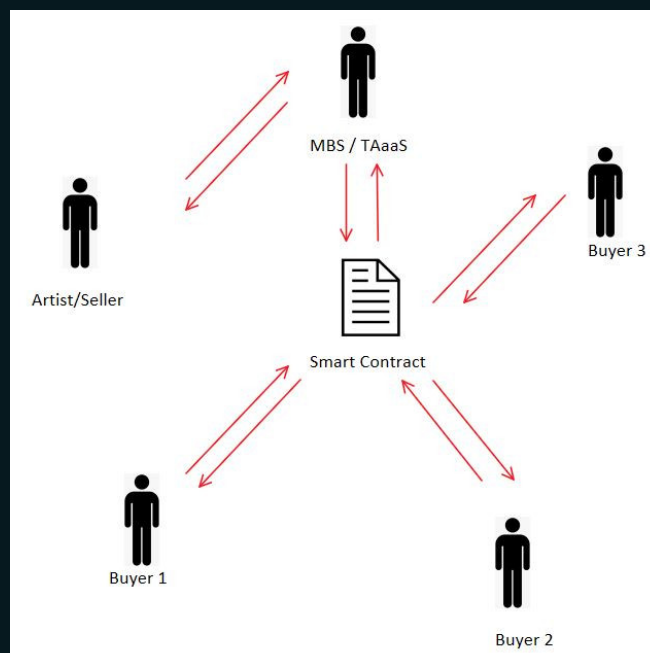 MBS / TAaaS
Buyer 3
Artist/Seller
Smart Contract
Buyer 1
Buyer 2